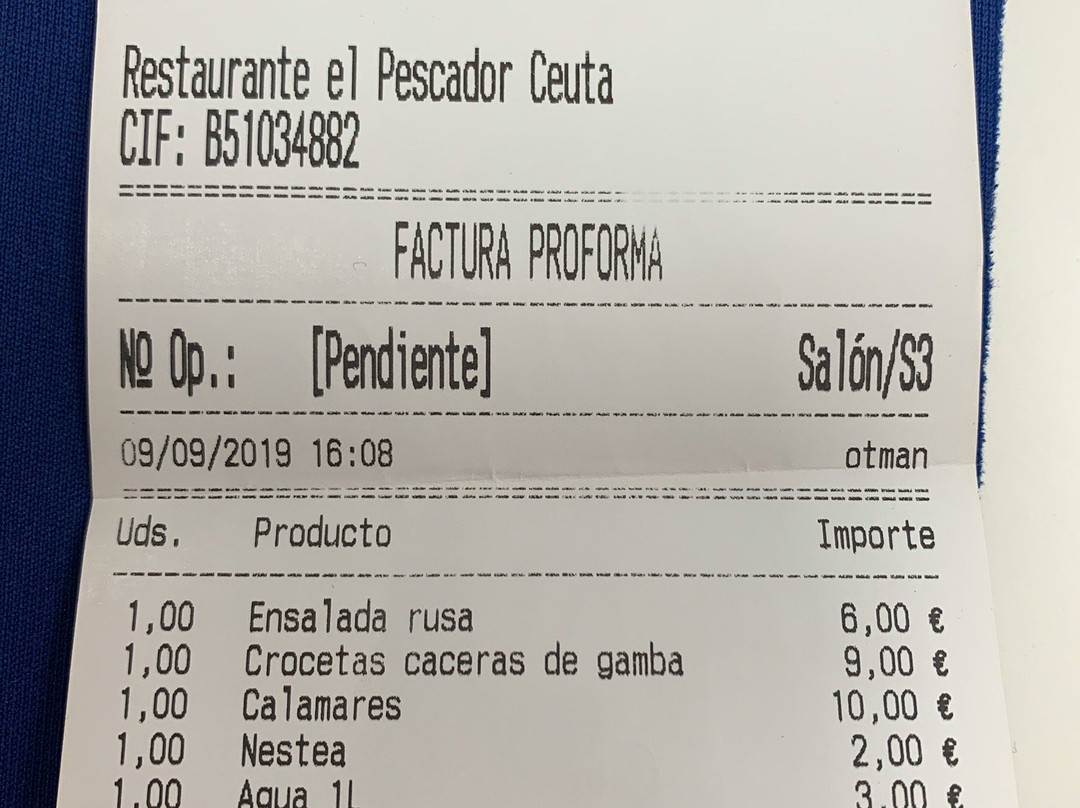 Restaurante el Pescador Ceuta
CIF: B51034882
FACTURA PROFORMA
Nº Op.: [Pendiente] Salón/S3
09/09/2019 16:08 otman
Uds. Producto Importe
1,00 Ensalada rusa 6,00 €
1,00 Crocetas caceras de gamba 9,00 €
1,00 Calamares 10,00 €
1,00 Nestea 2,00 €
1,00 Agua 1L 3,00 €